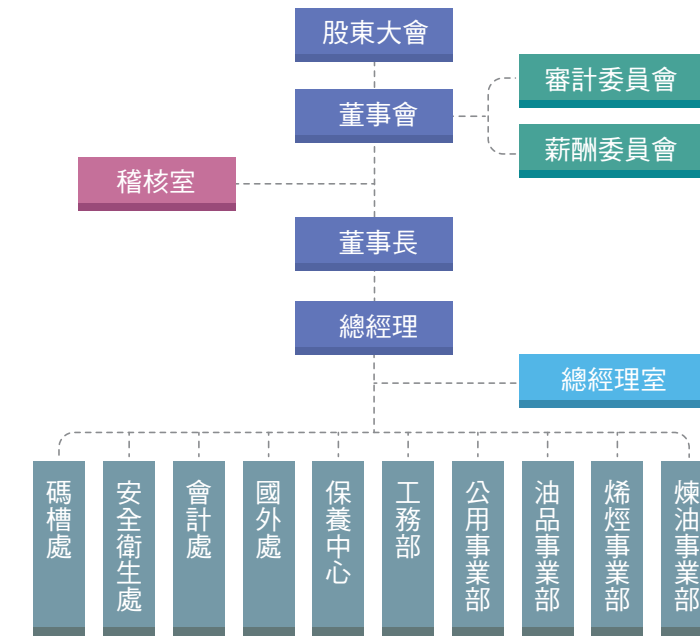 股東大會
審計委員會
董事會
薪酬委員會
稽核室
董事長
總經理
總經理室
碼槽處
安全衛生處
會計處
國外處
保養中心
工務部
公用事業部
油品事業部
烯烴事業部
煉油事業部